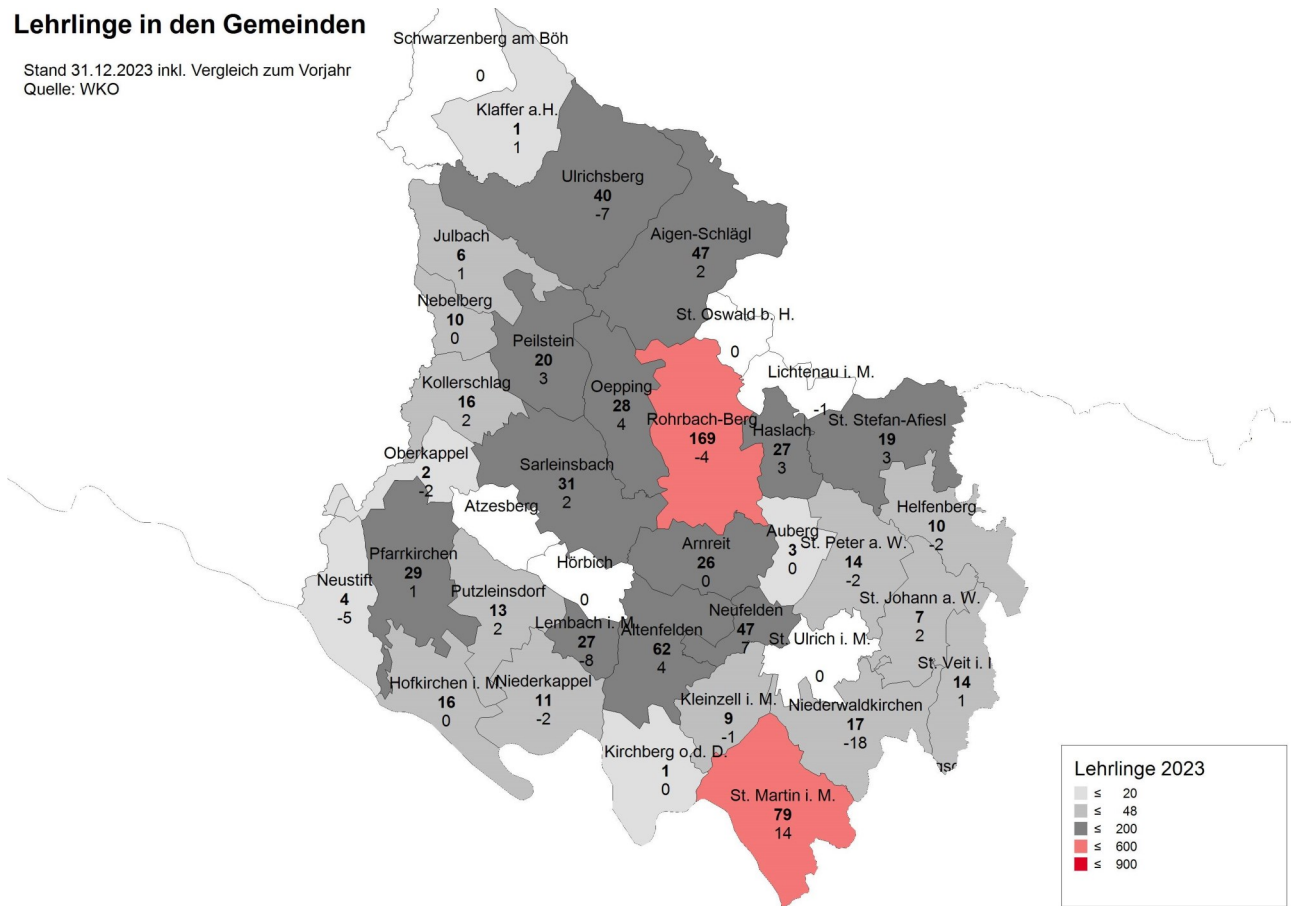 Lehrlinge in den Gemeinden
Stand 31.12.2023 inkl. Vergleich zum Vorjahr
Quelle: WKO
Schwarzenberg am Böh
0
Klaffer a.H.
1
1
Ulrichsberg
40
-7
Aigen-Schlägl
47
2
Julbach
6
1
Nebelberg
10
0
St. Oswald b. H.
0
Peilstein
20
3
Oepping
28
4
Lichtenau i. M.
-1
Kollerschlag
16
2
Rohrbach-Berg
169
-4
Haslach
27
3
St. Stefan-Afiesl
19
3
Oberkappel
2
-2
Sarleinsbach
31
2
Atzesberg
Helfenberg
10
-2
Auberg
3
0
St. Peter a. W.
14
-2
Arnreit
26
0
Pfarrkirchen
29
1
Hörbich
0
Neustift
4
-5
Putzleinsdorf
13
2
St. Johann a. W.
7
2
Neufelden
47
7
Lembach i. M.
27
-8
Altenfelden
62
4
St. Ulrich i. M.
0
St. Veit i. I
14
1
Hofkirchen i. M.
16
0
Niederkappel
11
-2
Kleinzell i. M.
9
-1
Niederwaldkirchen
17
-18
Kirchberg o.d. D.
1
0
St. Martin i. M.
79
14
Lehrlinge 2023
≤ 20
≤ 48
≤ 200
≤ 600
≤ 900